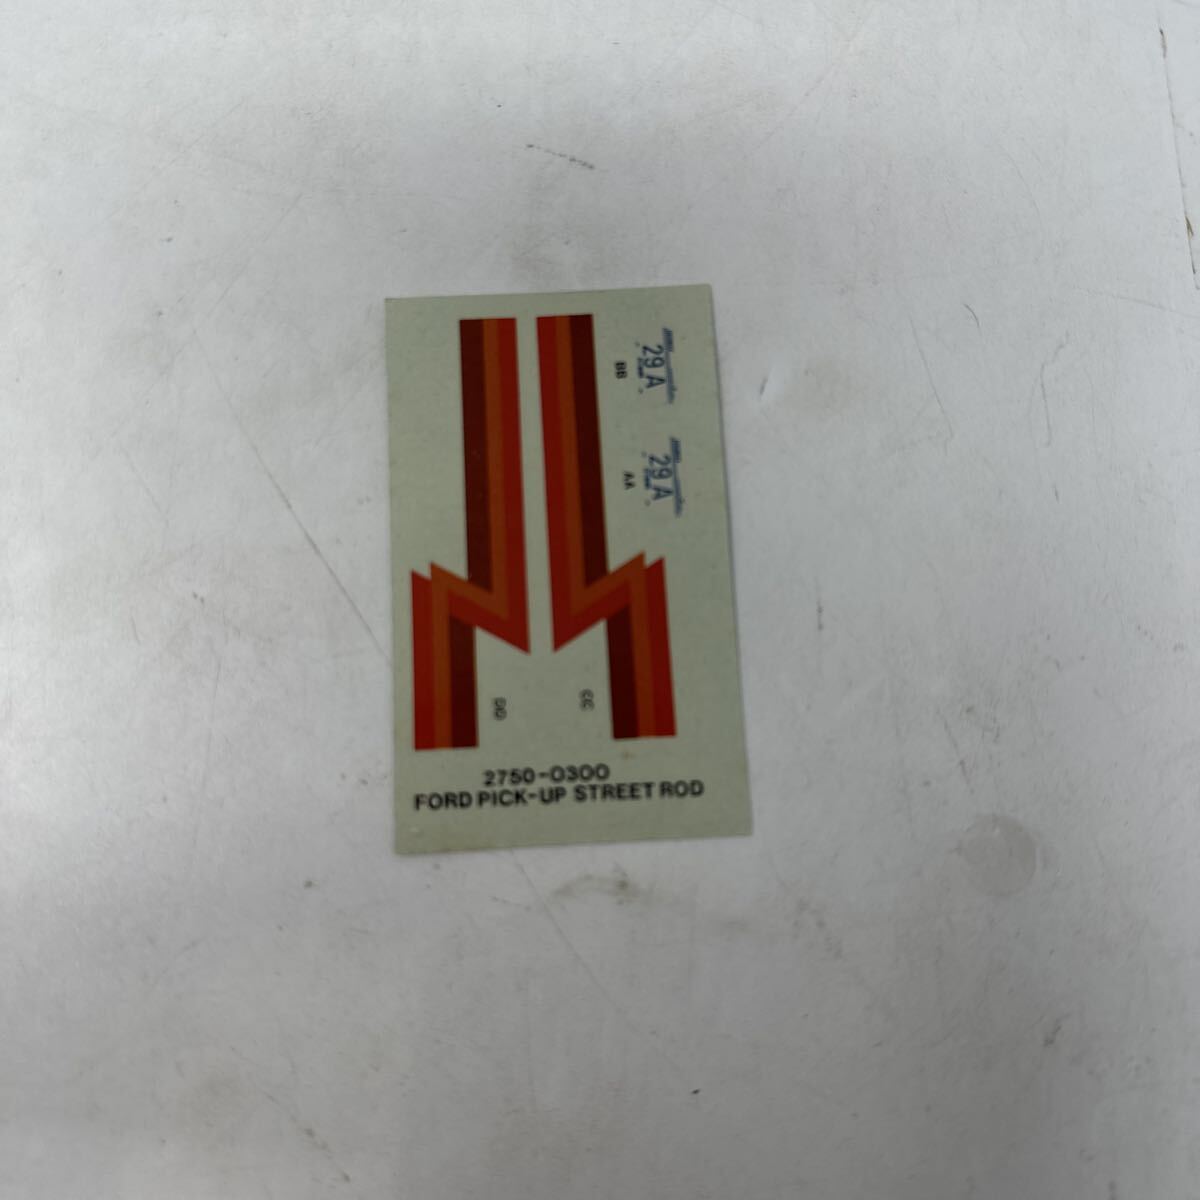 29 A
BB
29 A
AA
DD
CC
2750-0300
FORD PICK-UP STREET ROD